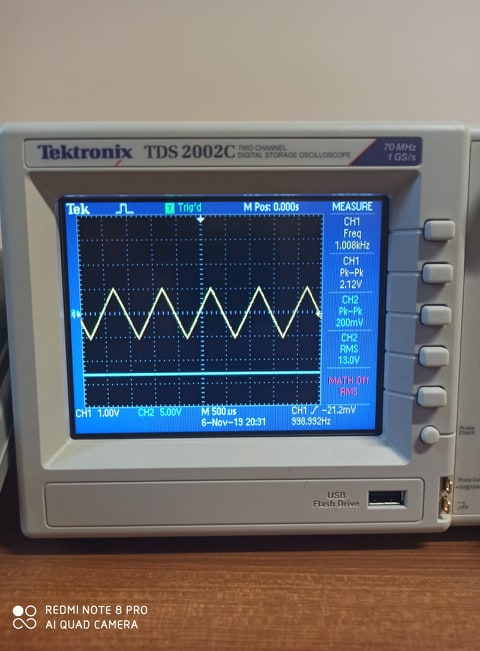 Tektronix TDS 2002C TWO CHANNEL DIGITAL STORAGE OSCILLOSCOPE
70 MHz
1 GS/s
Tek T Trig'd M Pos: 0.000s MEASURE
CH1
Freq
1.008kHz
CH1
Pk-Pk
2.12V
CH2
Pk-Pk
200mV
CH2
RMS
13.0V
MATH Off
RMS
CH1 1.00V CH2 5.00V M 500µs CH1 / -21.2mV
6-Nov-19 20:31 998.992Hz
Probe
Check
USB
Flash Drive
REDMI NOTE 8 PRO
AI QUAD CAMERA